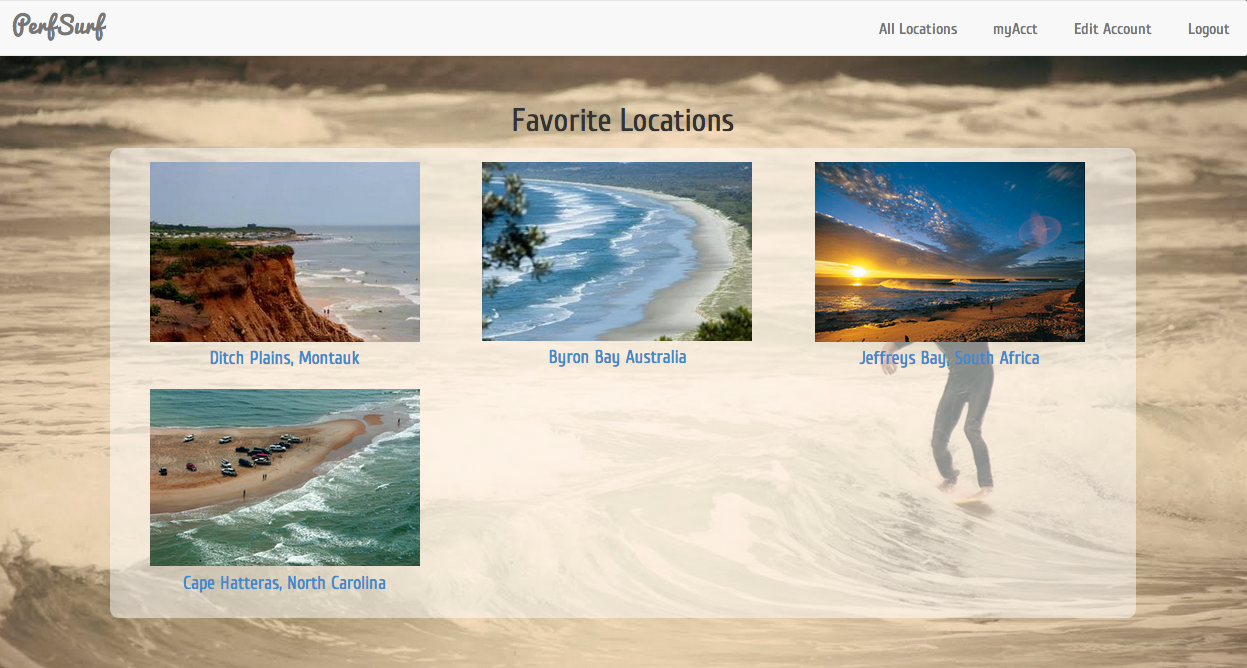 PerfSurf
All Locations
myAcct
Edit Account
Logout
Favorite Locations
Ditch Plains, Montauk
Byron Bay Australia
Jeffreys Bay, South Africa
Cape Hatteras, North Carolina